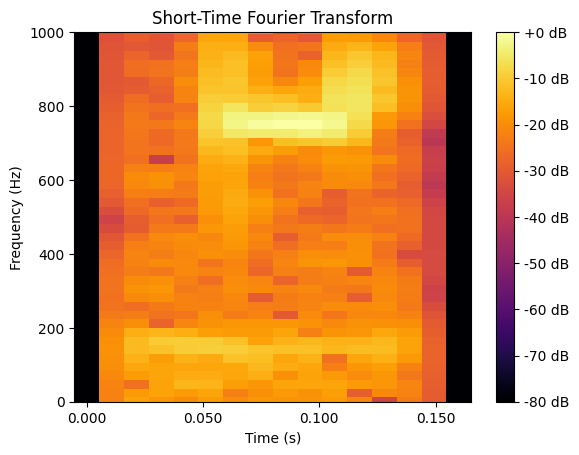 Short-Time Fourier Transform
1000
800
600
400
200
0
Frequency (Hz)
0.000
0.050
0.100
0.150
Time (s)
+0 dB
-10 dB
-20 dB
-30 dB
-40 dB
-50 dB
-60 dB
-70 dB
-80 dB